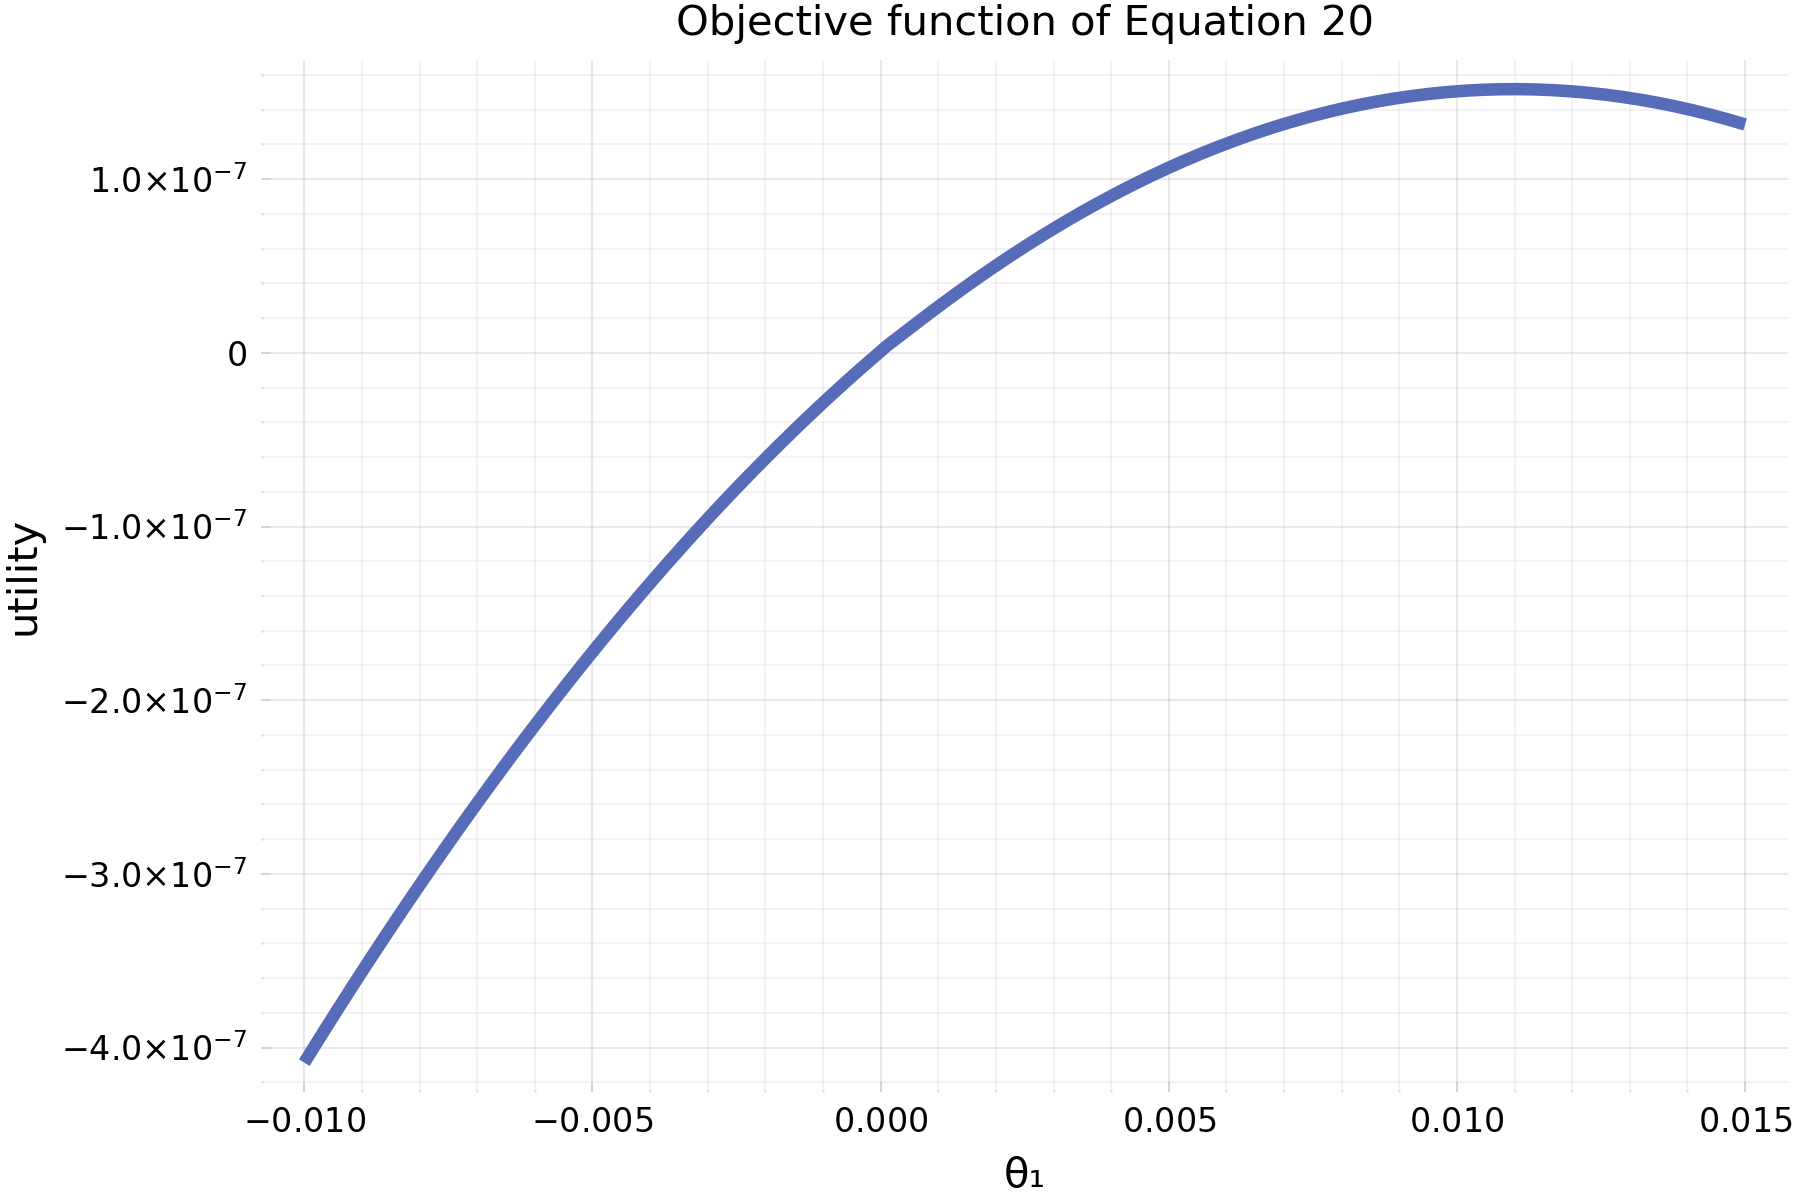 Objective function of Equation 20
1.0×10⁻⁷
0
−1.0×10⁻⁷
−2.0×10⁻⁷
−3.0×10⁻⁷
−4.0×10⁻⁷
utility
−0.010 −0.005 0.000 0.005 0.010 0.015
θ₁